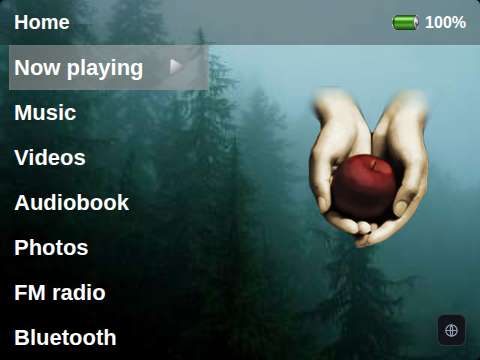 Home
100%
Now playing
Music
Videos
Audiobook
Photos
FM radio
Bluetooth